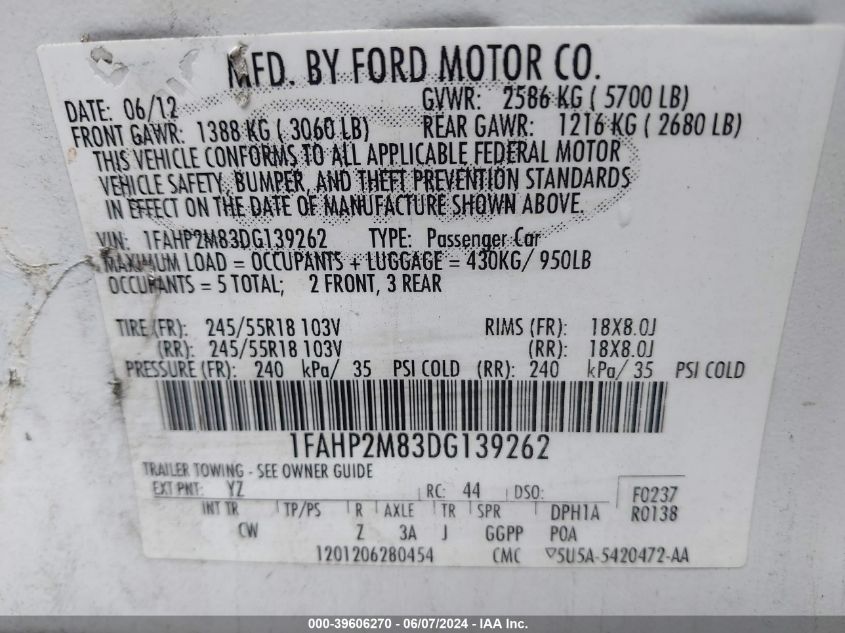 MFD. BY FORD MOTOR CO.
DATE: 06/12 GVWR: 2586 KG ( 5700 LB)
FRONT GAWR: 1388 KG ( 3060 LB) REAR GAWR: 1216 KG ( 2680 LB)
THIS VEHICLE CONFORMS TO ALL APPLICABLE FEDERAL MOTOR
VEHICLE SAFETY, BUMPER, AND THEFT PREVENTION STANDARDS
IN EFFECT ON THE DATE OF MANUFACTURE SHOWN ABOVE.
VIN: 1FAHP2M83DG139262 TYPE: Passenger Car
MAXIMUM LOAD = OCCUPANTS + LUGGAGE = 430KG/ 950LB
OCCUPANTS = 5 TOTAL; 2 FRONT, 3 REAR
TIRE (FR): 245/55R18 103V RIMS (FR): 18X8.0J
(RR): 245/55R18 103V (RR): 18X8.0J
PRESSURE (FR): 240 kPa/ 35 PSI COLD (RR): 240 kPa/ 35 PSI COLD
1FAHP2M83DG139262
TRAILER TOWING - SEE OWNER GUIDE
EXT PNT: YZ RC: 44 DSO: F0237
INT TR TP/PS R AXLE TR SPR DPH1A R0138
CW Z 3A J GGPP POA
1201206280454 CMC 5U5A-5420472-AA
000-39606270 - 06/07/2024 - IAA Inc.